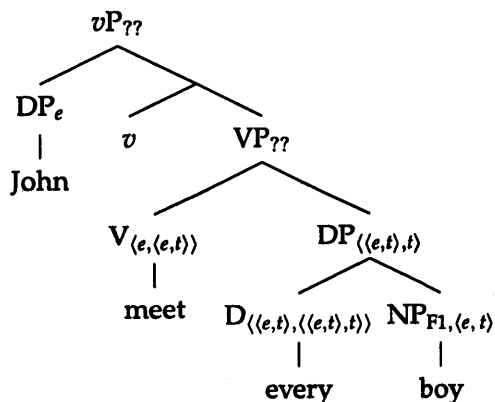 vP??
DPe
v
VP??
John
V⟨e,⟨e,t⟩⟩
DP⟨⟨e,t⟩,t⟩
meet
D⟨⟨e,t⟩,⟨⟨e,t⟩,t⟩⟩
NPF1,⟨e,t⟩
every
boy